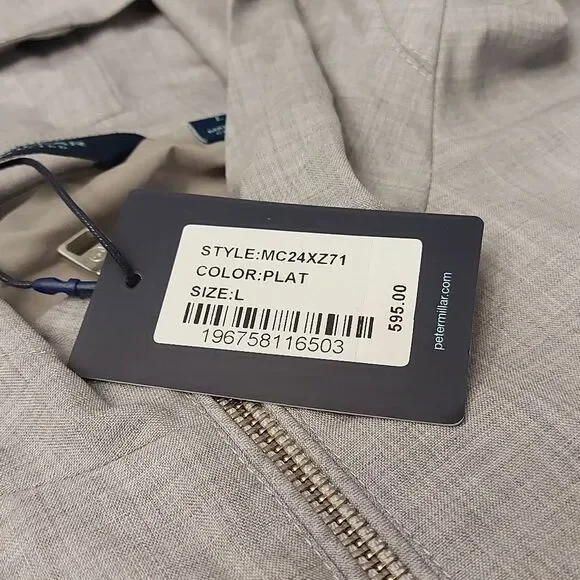 STYLE:MC24XZ71
COLOR:PLAT
SIZE:L
196758116503
595.00
petermillar.com